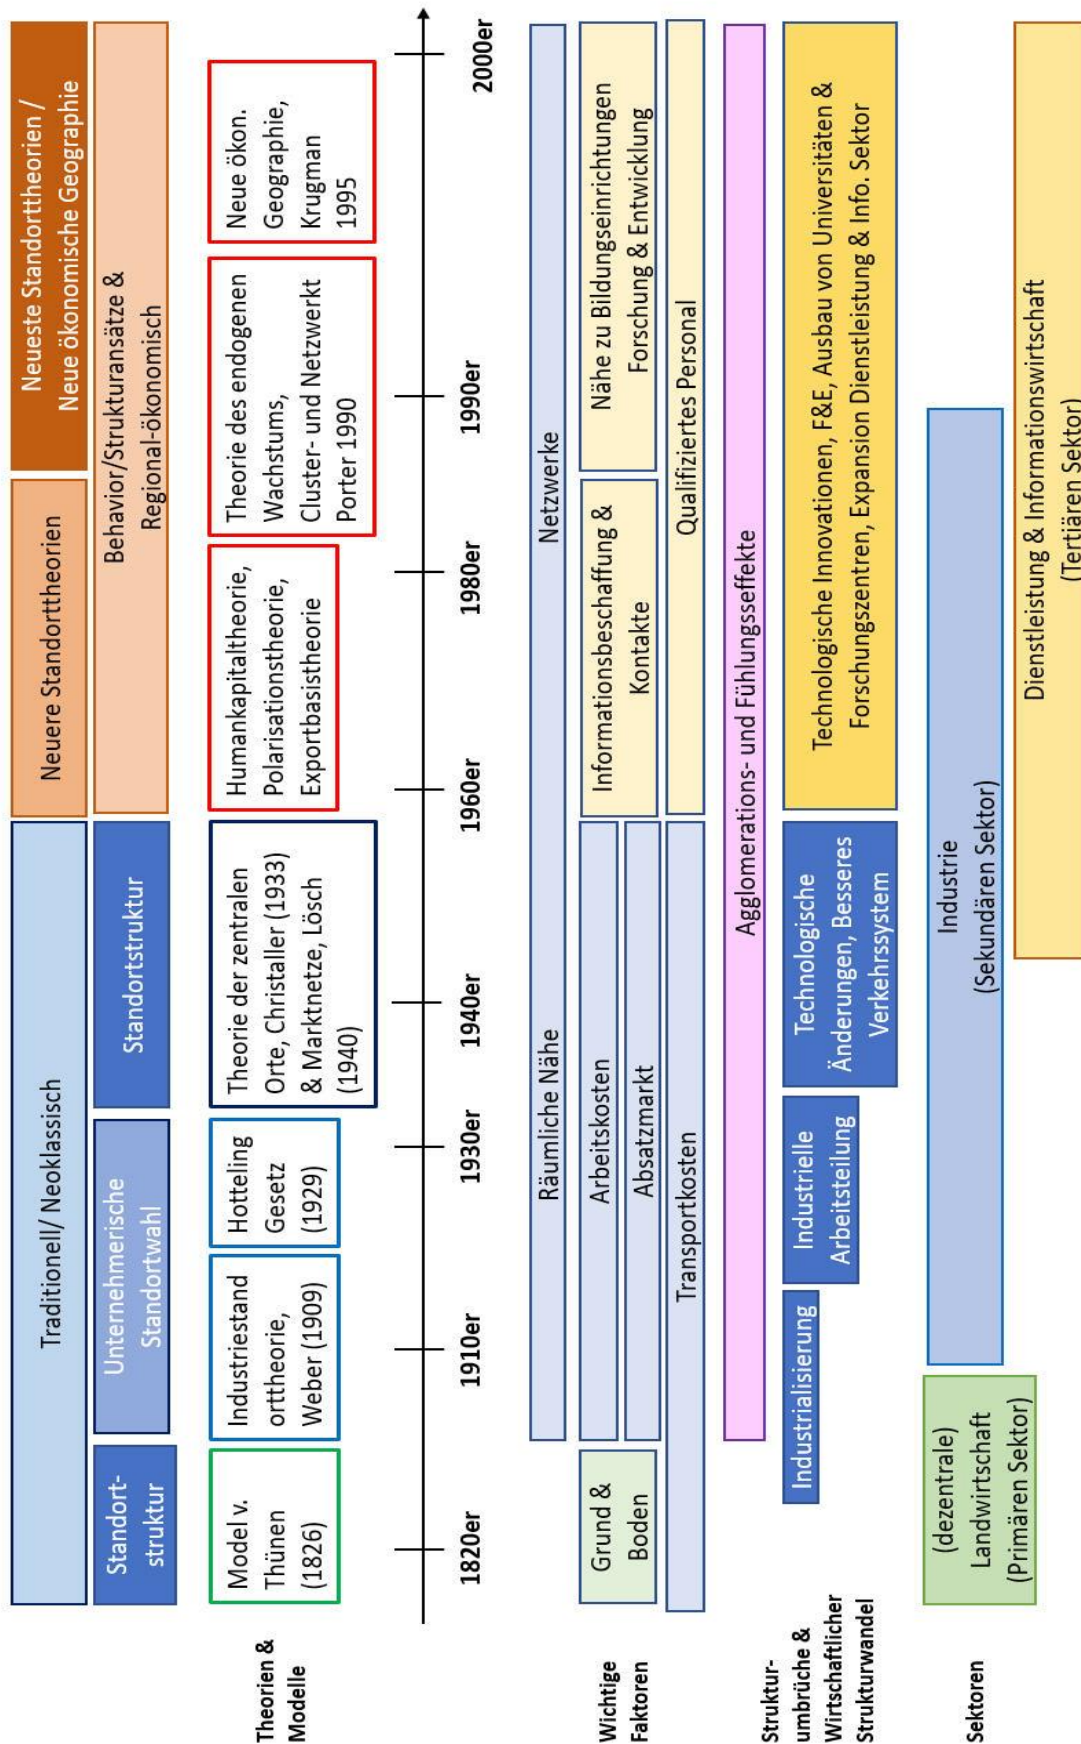 Traditionell/ Neoklassisch
Neuere Standorttheorien
Neueste Standorttheorien /
Neue ökonomische Geographie
Standort-
struktur
Unternehmerische
Standortwahl
Standortstruktur
Behavior/Strukturansätze &
Regional-ökonomisch
Theorien &
Modelle
Model v.
Thünen
(1826)
Industriestand
orttheorie,
Weber (1909)
Hotteling
Gesetz
(1929)
Theorie der zentralen
Orte, Christaller (1933)
& Marktnetze, Lösch
(1940)
Humankapitaltheorie,
Polarisationstheorie,
Exportbasistheorie
Theorie des endogenen
Wachstums,
Cluster- und Netzwerkt
Porter 1990
Neue ökon.
Geographie,
Krugman
1995
1820er
1910er
1930er
1940er
1960er
1980er
1990er
2000er
Wichtige
Faktoren
Räumliche Nähe
Netzwerke
Grund &
Boden
Arbeitskosten
Absatzmarkt
Informationsbeschaffung &
Kontakte
Nähe zu Bildungseinrichtungen
Forschung & Entwicklung
Transportkosten
Qualifiziertes Personal
Agglomerations- und Fühlungsseffekte
Struktur-
umbrüche &
Wirtschaftlicher
Strukturwandel
Industrialisierung
Industrielle
Arbeitsteilung
Technologische
Änderungen, Besseres
Verkehrssystem
Technologische Innovationen, F&E, Ausbau von Universitäten &
Forschungszentren, Expansion Dienstleistung & Info. Sektor
Sektoren
(dezentrale)
Landwirtschaft
(Primären Sektor)
Industrie
(Sekundären Sektor)
Dienstleistung & Informationswirtschaft
(Tertiären Sektor)